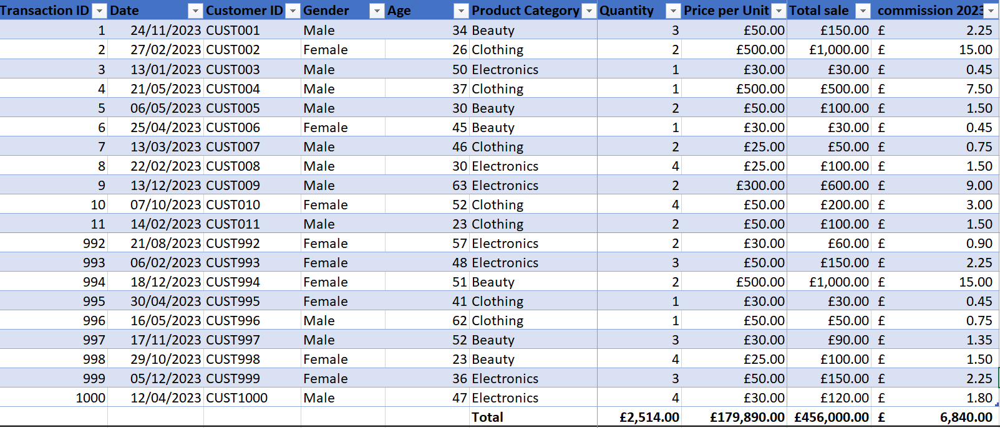 Transaction ID Date Customer ID Gender Age Product Category Quantity Price per Unit Total sale commission 2023
1 24/11/2023 CUST001 Male 34 Beauty 3 £50.00 £150.00 £ 2.25
2 27/02/2023 CUST002 Female 26 Clothing 2 £500.00 £1,000.00 £ 15.00
3 13/01/2023 CUST003 Male 50 Electronics 1 £30.00 £30.00 £ 0.45
4 21/05/2023 CUST004 Male 37 Clothing 1 £500.00 £500.00 £ 7.50
5 06/05/2023 CUST005 Male 30 Beauty 2 £50.00 £100.00 £ 1.50
6 25/04/2023 CUST006 Female 45 Beauty 1 £30.00 £30.00 £ 0.45
7 13/03/2023 CUST007 Male 46 Clothing 2 £25.00 £50.00 £ 0.75
8 22/02/2023 CUST008 Male 30 Electronics 4 £25.00 £100.00 £ 1.50
9 13/12/2023 CUST009 Male 63 Electronics 2 £300.00 £600.00 £ 9.00
10 07/10/2023 CUST010 Female 52 Clothing 4 £50.00 £200.00 £ 3.00
11 14/02/2023 CUST011 Male 23 Clothing 2 £50.00 £100.00 £ 1.50
992 21/08/2023 CUST992 Female 57 Electronics 2 £30.00 £60.00 £ 0.90
993 06/02/2023 CUST993 Female 48 Electronics 3 £50.00 £150.00 £ 2.25
994 18/12/2023 CUST994 Female 51 Beauty 2 £500.00 £1,000.00 £ 15.00
995 30/04/2023 CUST995 Female 41 Clothing 1 £30.00 £30.00 £ 0.45
996 16/05/2023 CUST996 Male 62 Clothing 1 £50.00 £50.00 £ 0.75
997 17/11/2023 CUST997 Male 52 Beauty 3 £30.00 £90.00 £ 1.35
998 29/10/2023 CUST998 Female 23 Beauty 4 £25.00 £100.00 £ 1.50
999 05/12/2023 CUST999 Female 36 Electronics 3 £50.00 £150.00 £ 2.25
1000 12/04/2023 CUST1000 Male 47 Electronics 4 £30.00 £120.00 £ 1.80
Total £2,514.00 £179,890.00 £456,000.00 £ 6,840.00